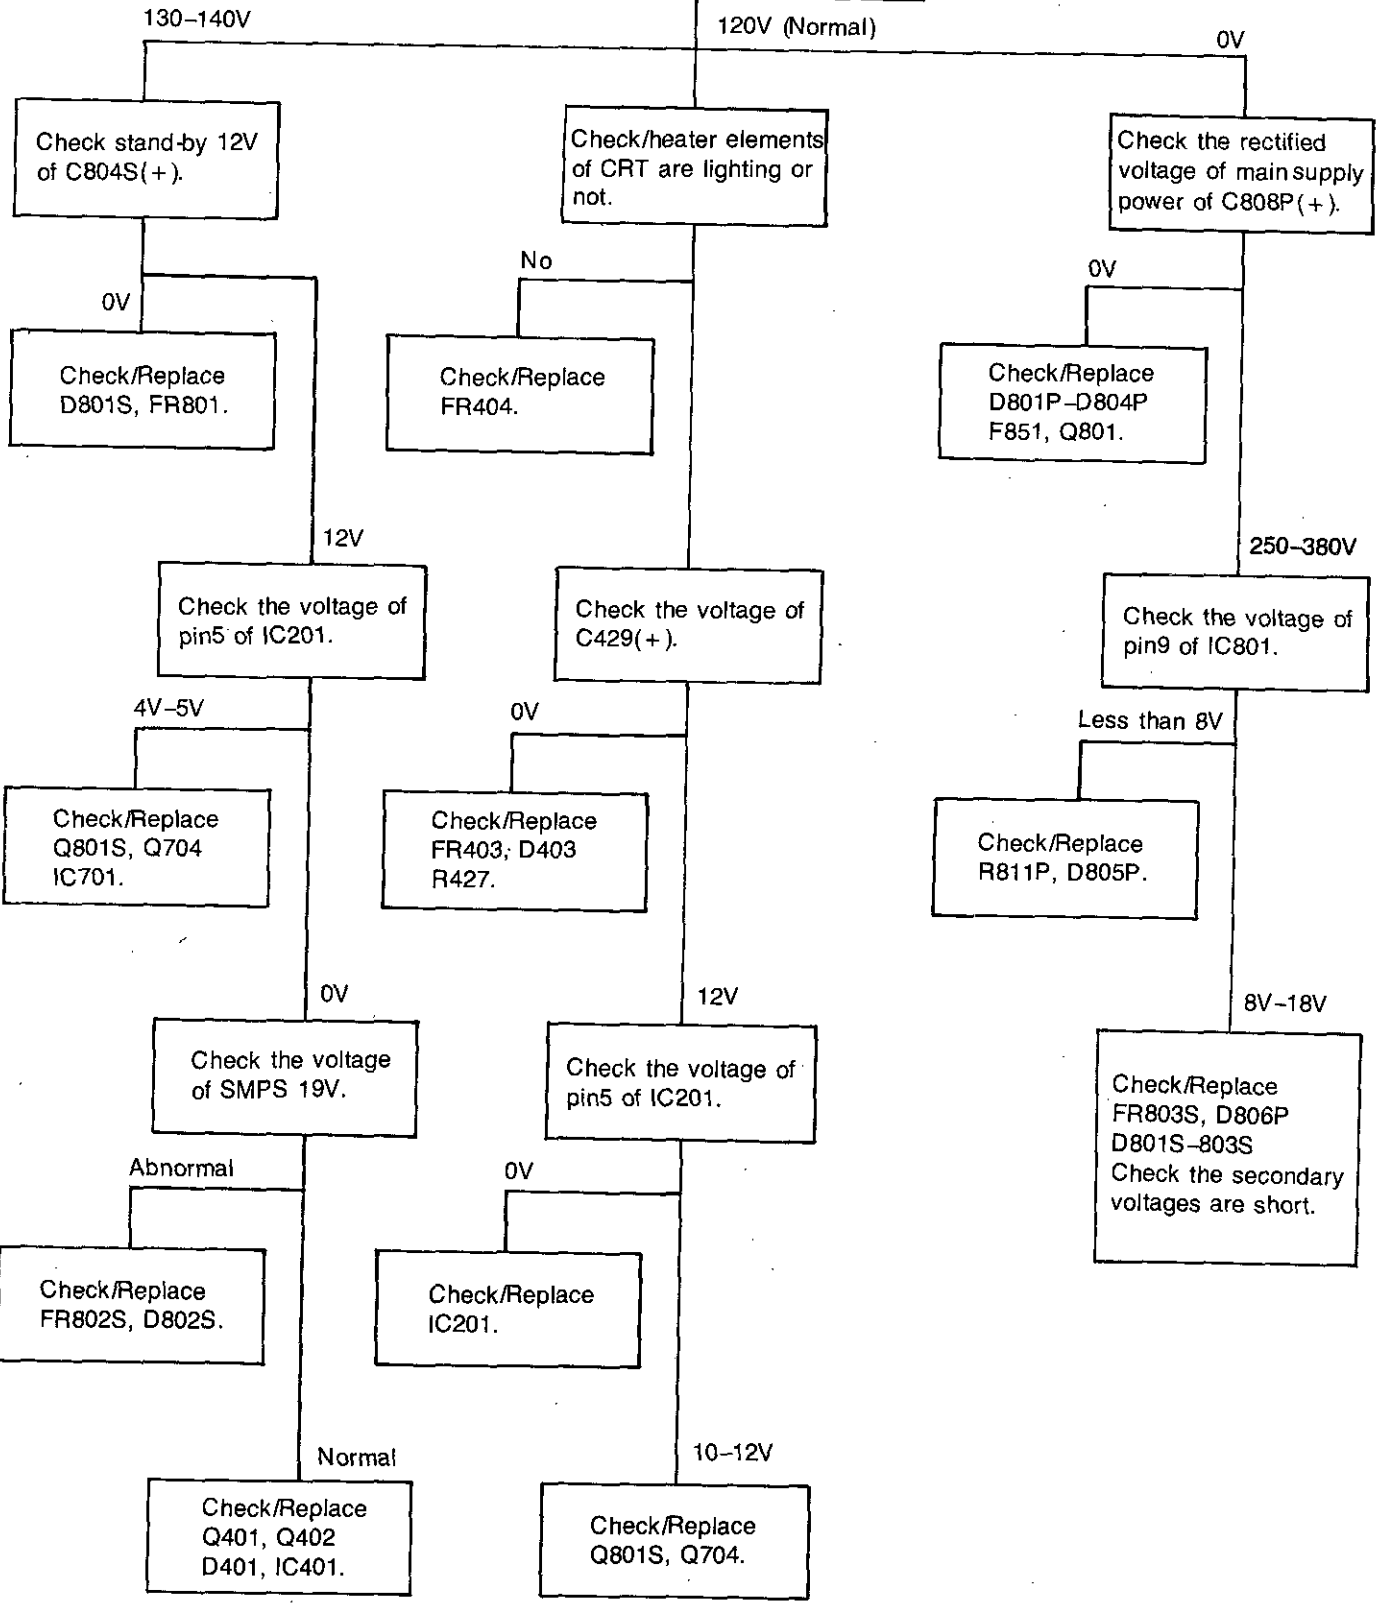 130–140V
120V (Normal)
0V
Check stand-by 12V
of C804S(+).
Check/heater elements
of CRT are lighting or
not.
Check the rectified
voltage of main supply
power of C808P(+).
0V
No
0V
Check/Replace
D801S, FR801.
Check/Replace
FR404.
Check/Replace
D801P–D804P
F851, Q801.
12V
250–380V
Check the voltage of
pin5 of IC201.
Check the voltage of
C429(+).
Check the voltage of
pin9 of IC801.
4V–5V
0V
Less than 8V
Check/Replace
Q801S, Q704
IC701.
Check/Replace
FR403, D403
R427.
Check/Replace
R811P, D805P.
0V
12V
8V–18V
Check the voltage
of SMPS 19V.
Check the voltage of
pin5 of IC201.
Check/Replace
FR803S, D806P
D801S–803S
Check the secondary
voltages are short.
Abnormal
0V
Check/Replace
FR802S, D802S.
Check/Replace
IC201.
Normal
10–12V
Check/Replace
Q401, Q402
D401, IC401.
Check/Replace
Q801S, Q704.